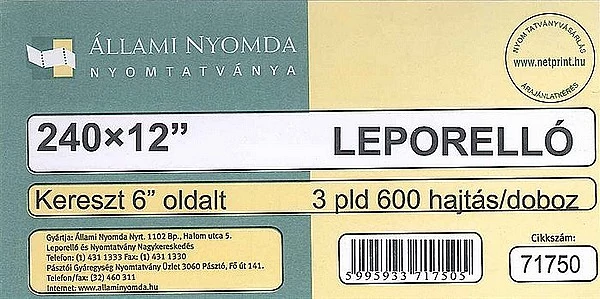 ÁLLAMI NYOMDA
NYOMTATVÁNYA
NYOMTATVÁNYVÁSÁRLÁS
www.netprint.hu
ÁRAJÁNLATKÉRÉS
240×12”
LEPORELLÓ
Kereszt 6” oldalt
3 pld 600 hajtás/doboz
Gyártja: Állami Nyomda Nyrt. 1102 Bp., Halom utca 5.
Leporelló és Nyomtatvány Nagykereskedés
Telefon: (1) 431 1333 Fax: (1) 431 1330
Pásztói Gyáregység Nyomtatvány Üzlet 3060 Pásztó, Fő út 141.
Telefon/fax: (32) 460 311
Internet: www.allaminyomda.hu
5995933717505
Cikkszám:
71750